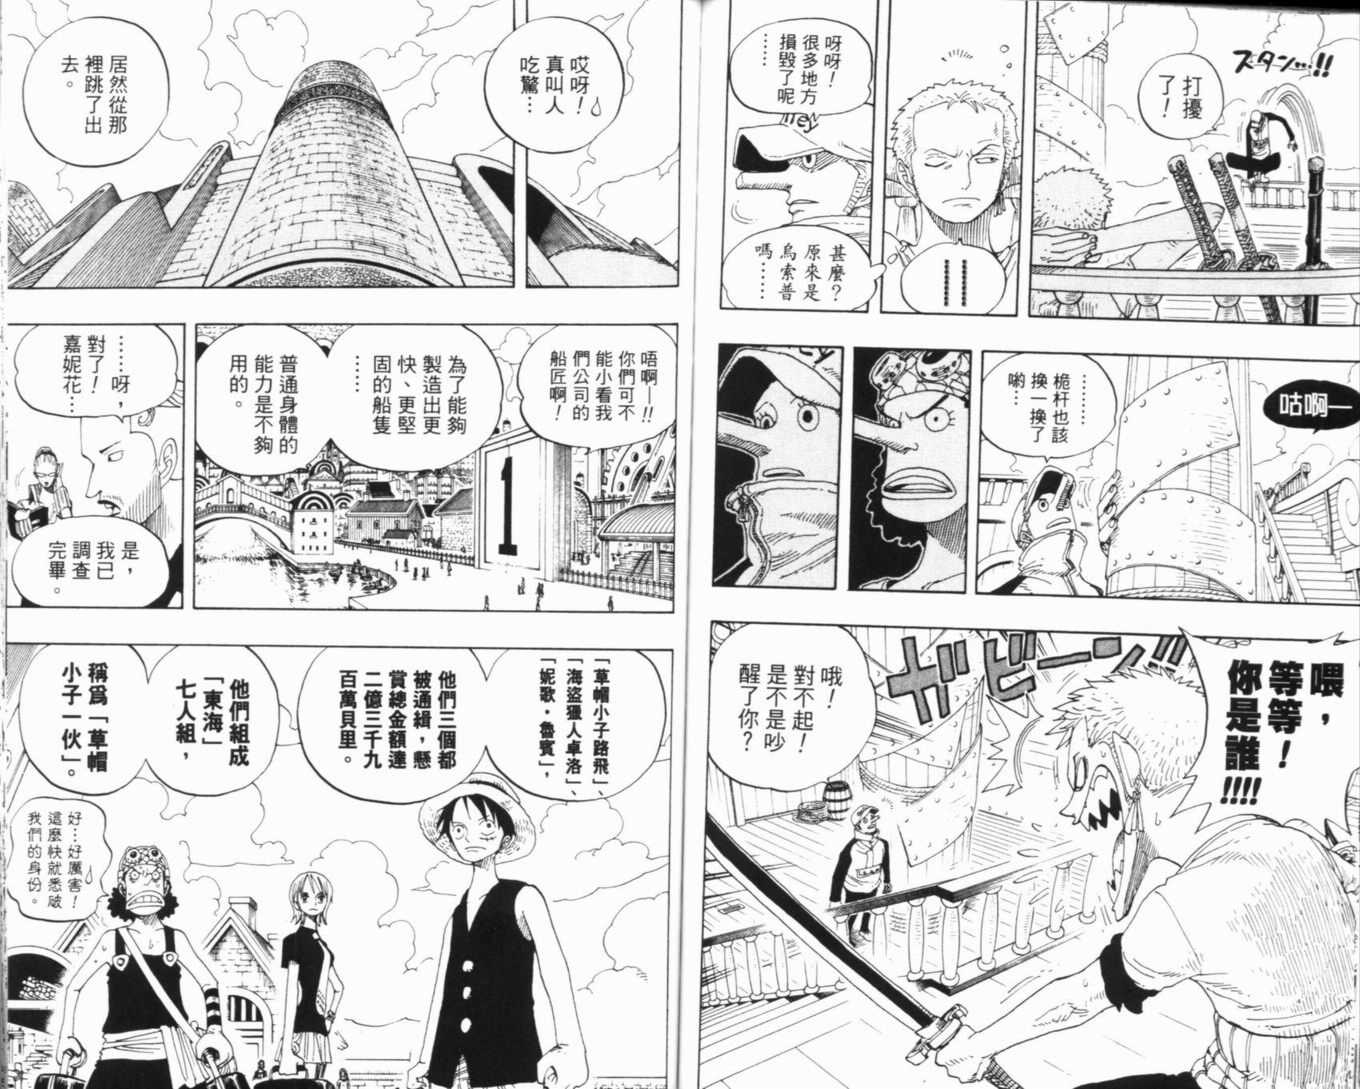 スタン…!!
打擾
了！
‖
呀呀！
很多地方
損毀了呢
……
ley
甚麼？
原來是
烏索普
嗎……
咕啊—
………
桅杆也該
換一換了
喲…
ey
ガビーン!!
喂，
等等！
你是誰!!!!
哦！
對不起！
是不是吵
醒了你？
哎呀！
真叫人
吃驚…
居然從那
裡跳了出
去。
唔啊—!!
你們可不
能小看我
們公司的
船匠啊！
為了能夠
製造出更
快、更堅
固的船隻
……
普通身體的
能力是不夠
用的。
1
……呀，
對了！
嘉妮花…
是，
我已
調查
完畢。
「草帽小子路飛」、
「海盜獵人卓洛」、
「妮歌・魯賓」，
他們三個都
被通緝，懸
賞總金額達
二億三千九
百萬貝里。
他們組成
「東海」
七人組，
稱爲「草帽
小子一伙」。
好…好厲害！
這麼快就悉破
我們的身份。